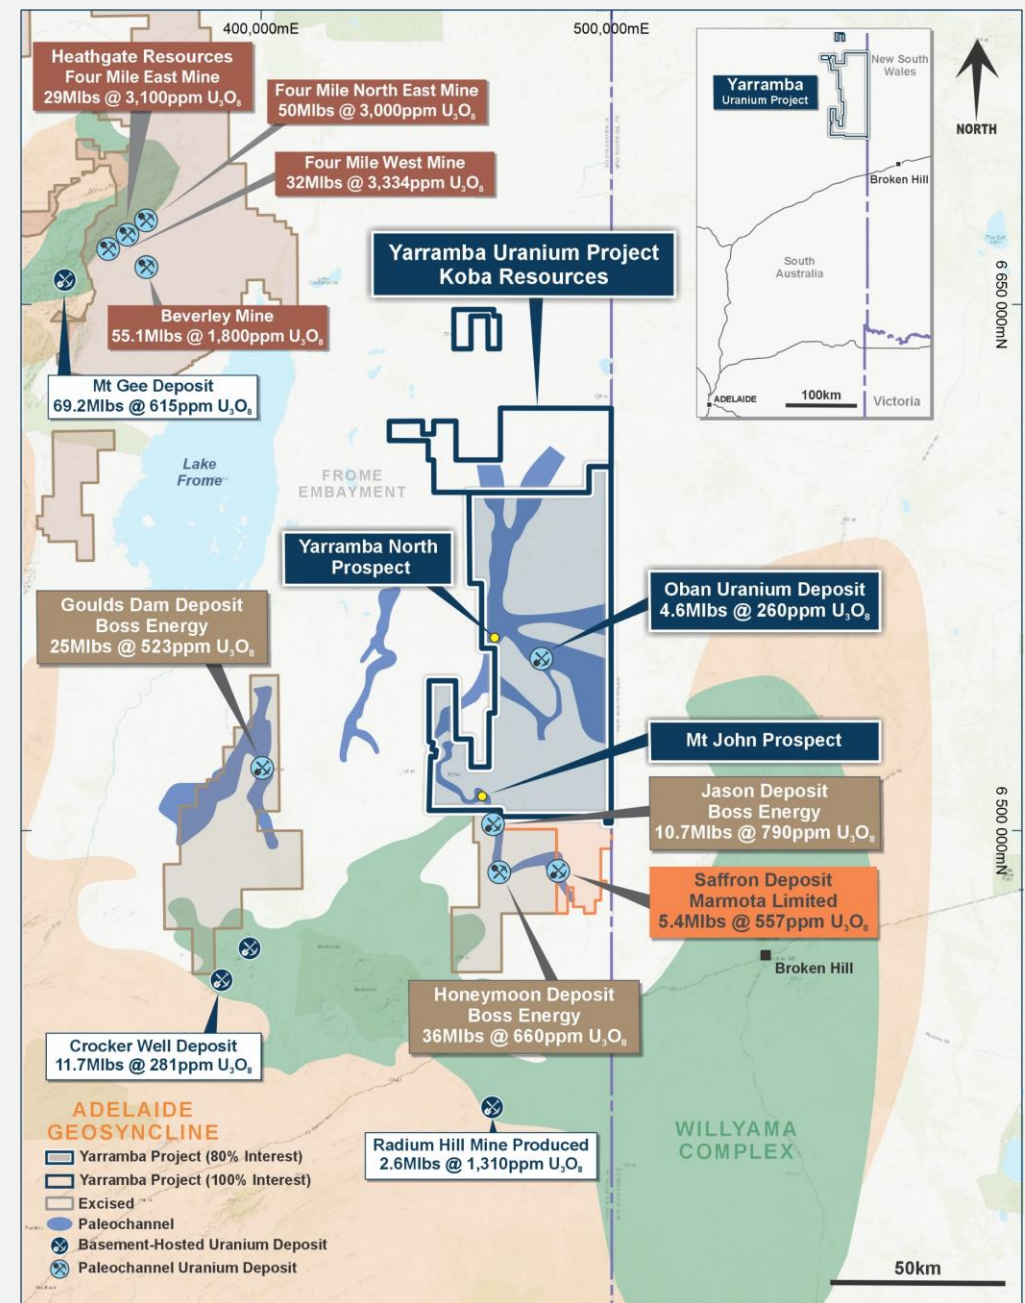 400,000mE
500,000mE
Heathgate Resources
Four Mile East Mine
29Mlbs @ 3,100ppm U₃O₈
Four Mile North East Mine
50Mlbs @ 3,000ppm U₃O₈
Four Mile West Mine
32Mlbs @ 3,334ppm U₃O₈
Beverley Mine
55.1Mlbs @ 1,800ppm U₃O₈
Mt Gee Deposit
69.2Mlbs @ 615ppm U₃O₈
Yarramba Uranium Project
Koba Resources
New South
Wales
Yarramba
Uranium Project
Broken Hill
South
Australia
ADELAIDE
100km
Victoria
NORTH
6 650 000mN
Lake
Frome
FROME
EMBAYMENT
Yarramba North
Prospect
Oban Uranium Deposit
4.6Mlbs @ 260ppm U₃O₈
Goulds Dam Deposit
Boss Energy
25Mlbs @ 523ppm U₃O₈
Mt John Prospect
Jason Deposit
Boss Energy
10.7Mlbs @ 790ppm U₃O₈
6 500 000mN
Saffron Deposit
Marmota Limited
5.4Mlbs @ 557ppm U₃O₈
Broken Hill
Honeymoon Deposit
Boss Energy
36Mlbs @ 660ppm U₃O₈
Crocker Well Deposit
11.7Mlbs @ 281ppm U₃O₈
Radium Hill Mine Produced
2.6Mlbs @ 1,310ppm U₃O₈
WILLYAMA
COMPLEX
ADELAIDE
GEOSYNCLINE
Yarramba Project (80% Interest)
Yarramba Project (100% Interest)
Excised
Paleochannel
Basement-Hosted Uranium Deposit
Paleochannel Uranium Deposit
50km